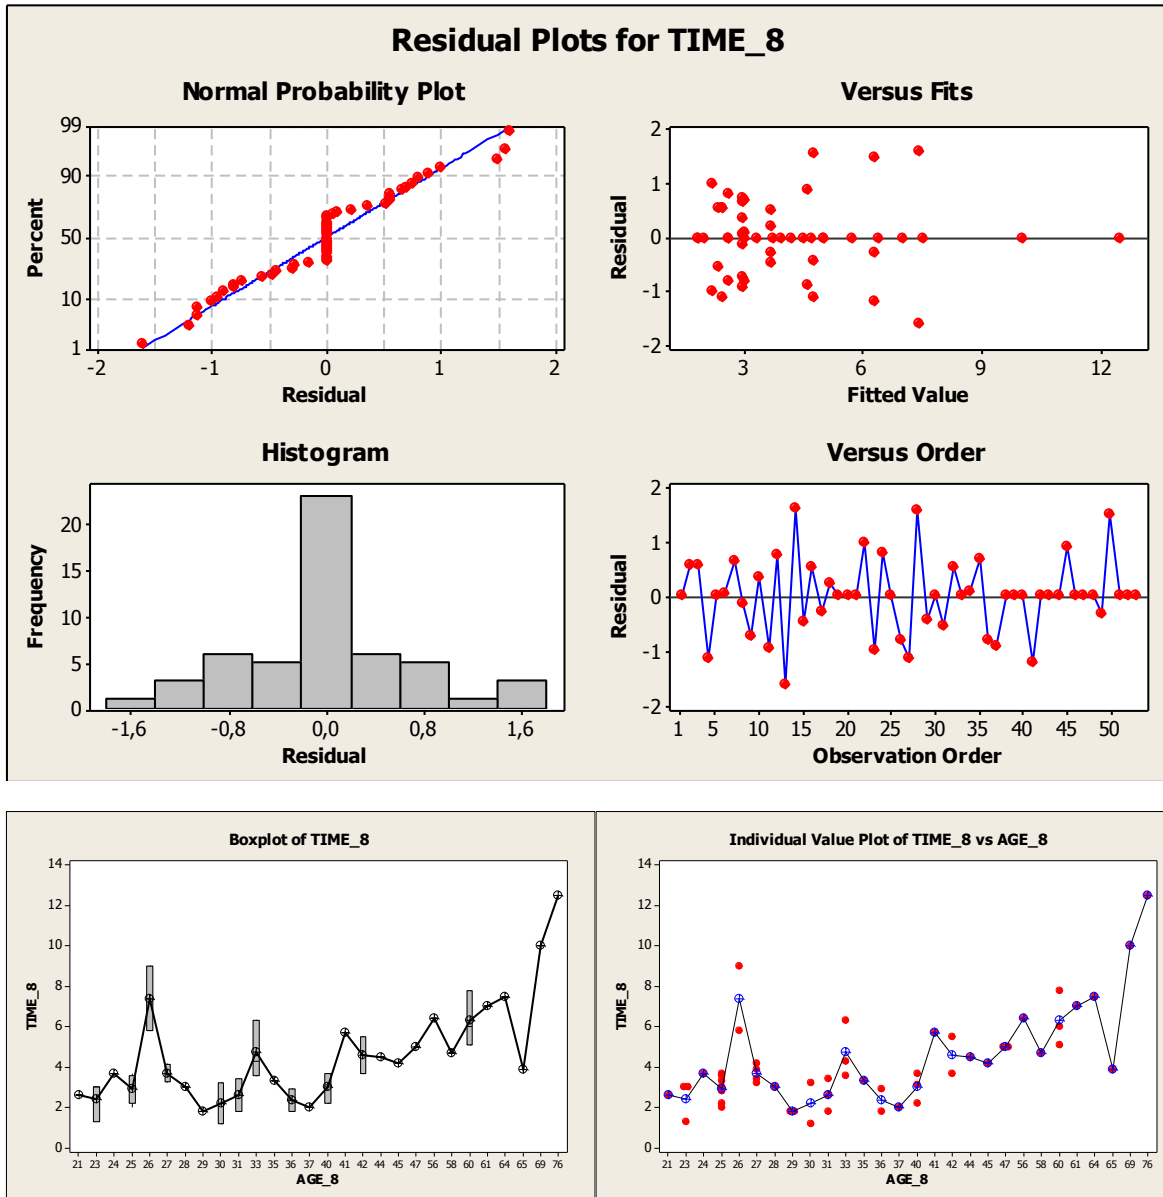 Residual Plots for TIME_8
Normal Probability Plot
Percent
99
90
50
10
1
-2 -1 0 1 2
Residual
Versus Fits
Residual
2
1
0
-1
-2
3 6 9 12
Fitted Value
Histogram
Frequency
20
15
10
5
0
-1,6 -0,8 0,0 0,8 1,6
Residual
Versus Order
Residual
2
1
0
-1
-2
1 5 10 15 20 25 30 35 40 45 50
Observation Order
Boxplot of TIME_8
TIME_8
14
12
10
8
6
4
2
0
21 23 24 25 26 27 28 29 30 31 33 35 36 37 40 41 42 44 45 47 56 58 60 61 64 65 69 76
AGE_8
Individual Value Plot of TIME_8 vs AGE_8
TIME_8
14
12
10
8
6
4
2
0
21 23 24 25 26 27 28 29 30 31 33 35 36 37 40 41 42 44 45 47 56 58 60 61 64 65 69 76
AGE_8